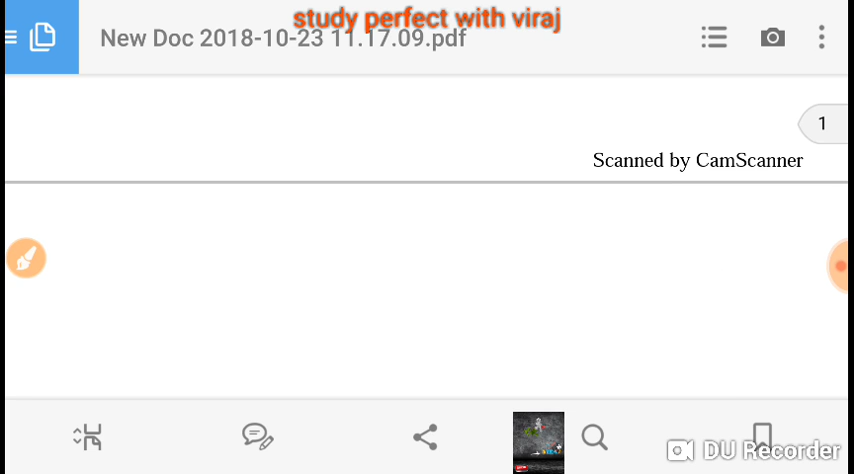 study perfect with viraj
New Doc 2018-10-23 11.17.09.pdf
1
Scanned by CamScanner
DU Recorder